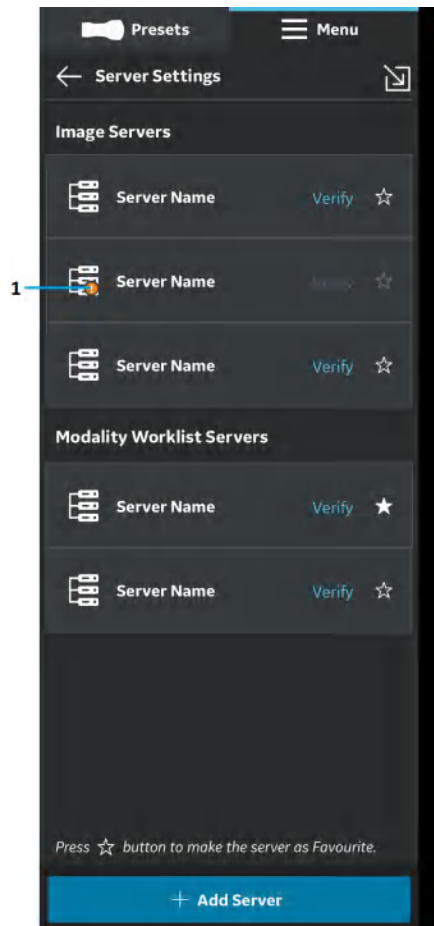 Presets
Menu
Server Settings
Image Servers
Server Name Verify
1
Server Name
Server Name Verify
Modality Worklist Servers
Server Name Verify
Server Name Verify
Press ☆ button to make the server as Favourite.
+ Add Server